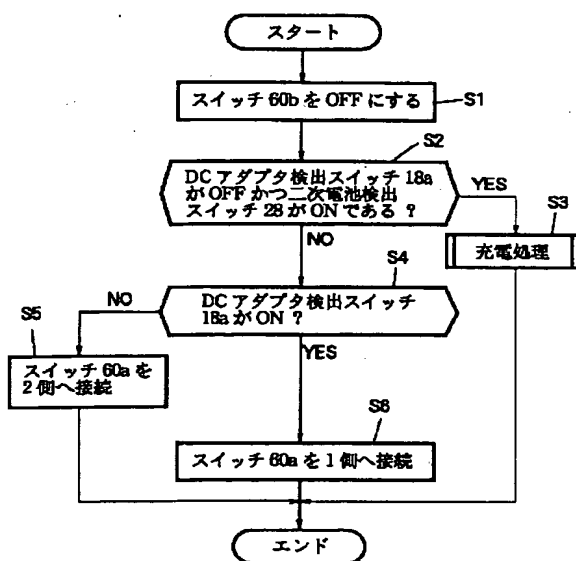 スタート
スイッチ 60b を OFF にする
S1
S2
DC アダプタ検出スイッチ 18a
が OFF かつ二次電池検出
スイッチ 28 が ON である ?
YES
S3
充電処理
NO
S4
DC アダプタ検出スイッチ
18a が ON ?
NO
S5
スイッチ 60a を
2 側へ接続
YES
S6
スイッチ 60a を 1 側へ接続
エンド